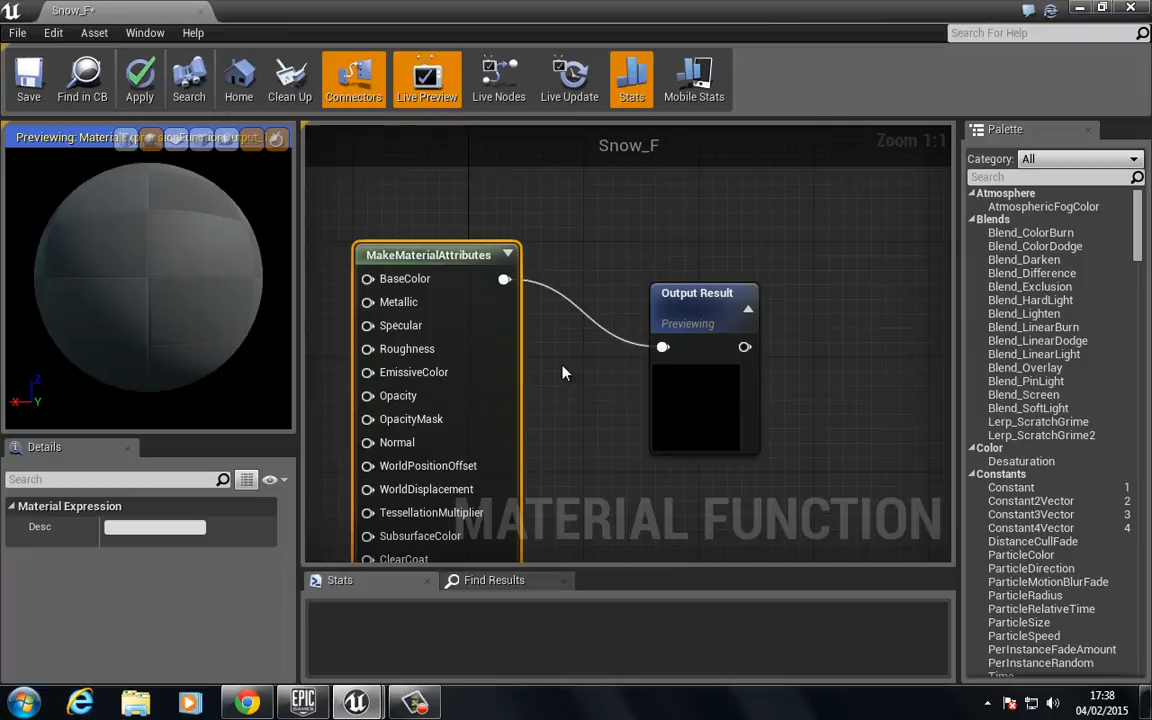 Snow_F*
File Edit Asset Window Help
Search For Help
Save Find in CB Apply Search Home Clean Up Connectors Live Preview Live Nodes Live Update Stats Mobile Stats
Previewing: MaterialExpressionFunctionOutput_
Snow_F
Zoom 1:1
MakeMaterialAttributes
BaseColor
Metallic
Specular
Roughness
EmissiveColor
Opacity
OpacityMask
Normal
WorldPositionOffset
WorldDisplacement
TessellationMultiplier
SubsurfaceColor
ClearCoat
Output Result
Previewing
MATERIAL FUNCTION
Z
X
Y
Details
Search
Material Expression
Desc
Stats
Find Results
Palette
Category: All
Search
Atmosphere
AtmosphericFogColor
Blends
Blend_ColorBurn
Blend_ColorDodge
Blend_Darken
Blend_Difference
Blend_Exclusion
Blend_HardLight
Blend_Lighten
Blend_LinearBurn
Blend_LinearDodge
Blend_LinearLight
Blend_Overlay
Blend_PinLight
Blend_Screen
Blend_SoftLight
Lerp_ScratchGrime
Lerp_ScratchGrime2
Color
Desaturation
Constants
Constant 1
Constant2Vector 2
Constant3Vector 3
Constant4Vector 4
DistanceCullFade
ParticleColor
ParticleDirection
ParticleMotionBlurFade
ParticleRadius
ParticleRelativeTime
ParticleSize
ParticleSpeed
PerInstanceFadeAmount
PerInstanceRandom
Time
EPIC
GAMES
17:38
04/02/2015